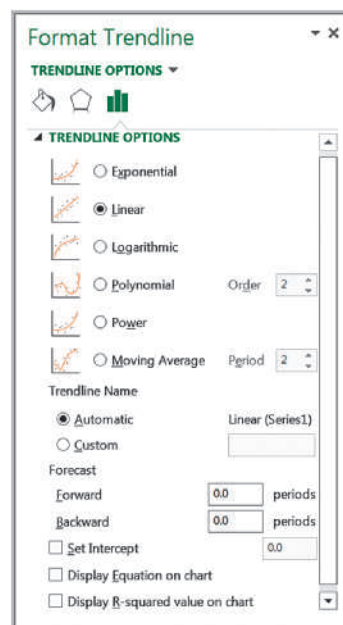 Format Trendline
TRENDLINE OPTIONS
TRENDLINE OPTIONS
Exponential
Linear
Logarithmic
Polynomial Order 2
Power
Moving Average Period 2
Trendline Name
Automatic Linear (Series1)
Custom
Forecast
Forward 0.0 periods
Backward 0.0 periods
Set Intercept 0.0
Display Equation on chart
Display R-squared value on chart